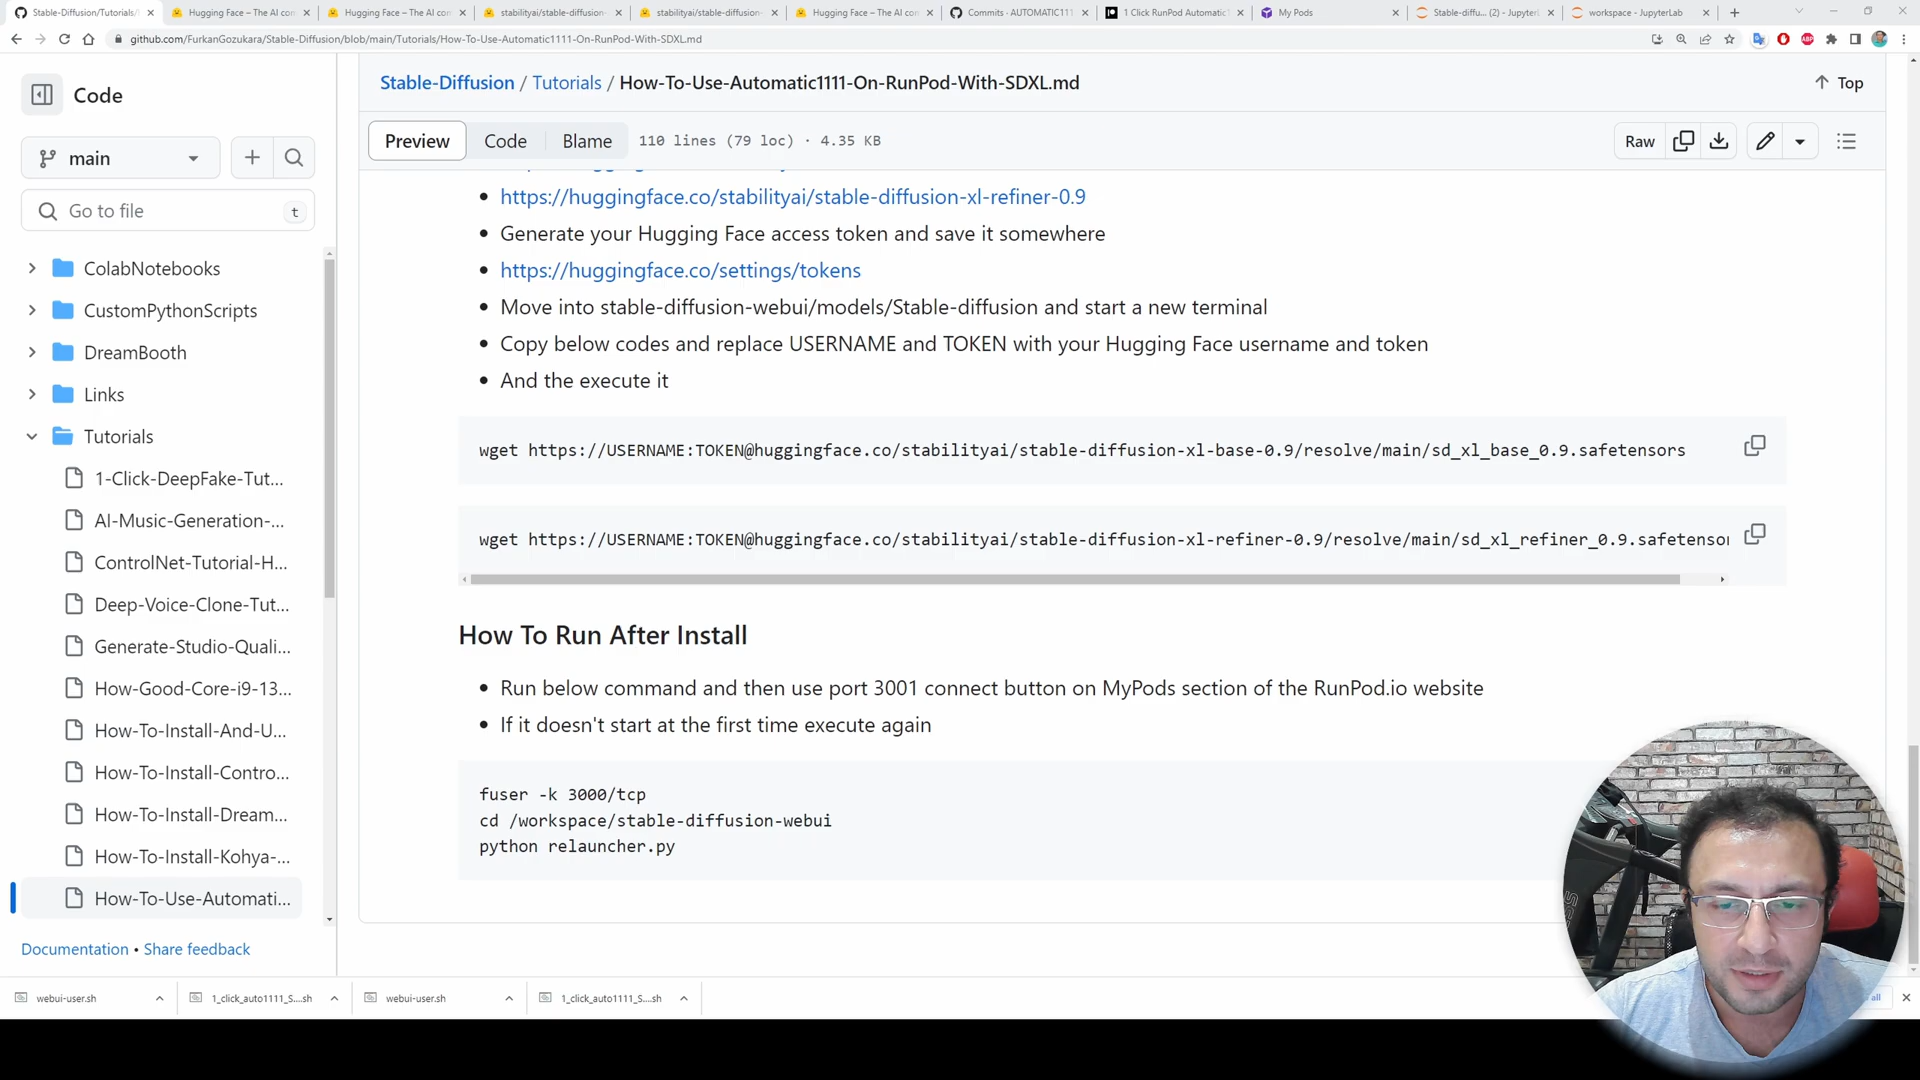 Stable-Diffusion/Tutorials/
Hugging Face – The AI con
Hugging Face – The AI con
stabilityai/stable-diffusion-
stabilityai/stable-diffusion-
Hugging Face – The AI con
Commits · AUTOMATIC111
1 Click RunPod Automatic
My Pods
Stable-diffu... (2) - Jupyterl
workspace - JupyterLab
github.com/FurkanGozukara/Stable-Diffusion/blob/main/Tutorials/How-To-Use-Automatic1111-On-RunPod-With-SDXL.md
Code
main
Go to file
t
ColabNotebooks
CustomPythonScripts
DreamBooth
Links
Tutorials
1-Click-DeepFake-Tut...
AI-Music-Generation-...
ControlNet-Tutorial-H...
Deep-Voice-Clone-Tut...
Generate-Studio-Quali...
How-Good-Core-i9-13...
How-To-Install-And-U...
How-To-Install-Contro...
How-To-Install-Dream...
How-To-Install-Kohya-...
How-To-Use-Automati...
Documentation • Share feedback
Stable-Diffusion / Tutorials / How-To-Use-Automatic1111-On-RunPod-With-SDXL.md
Top
Preview
Code
Blame
110 lines (79 loc) · 4.35 KB
Raw
https://huggingface.co/stabilityai/stable-diffusion-xl-refiner-0.9
Generate your Hugging Face access token and save it somewhere
https://huggingface.co/settings/tokens
Move into stable-diffusion-webui/models/Stable-diffusion and start a new terminal
Copy below codes and replace USERNAME and TOKEN with your Hugging Face username and token
And the execute it
wget https://USERNAME:TOKEN@huggingface.co/stabilityai/stable-diffusion-xl-base-0.9/resolve/main/sd_xl_base_0.9.safetensors
wget https://USERNAME:TOKEN@huggingface.co/stabilityai/stable-diffusion-xl-refiner-0.9/resolve/main/sd_xl_refiner_0.9.safetensor
How To Run After Install
Run below command and then use port 3001 connect button on MyPods section of the RunPod.io website
If it doesn't start at the first time execute again
fuser -k 3000/tcp
cd /workspace/stable-diffusion-webui
python relauncher.py
webui-user.sh
1_click_auto1111_S....sh
webui-user.sh
1_click_auto1111_S....sh
all